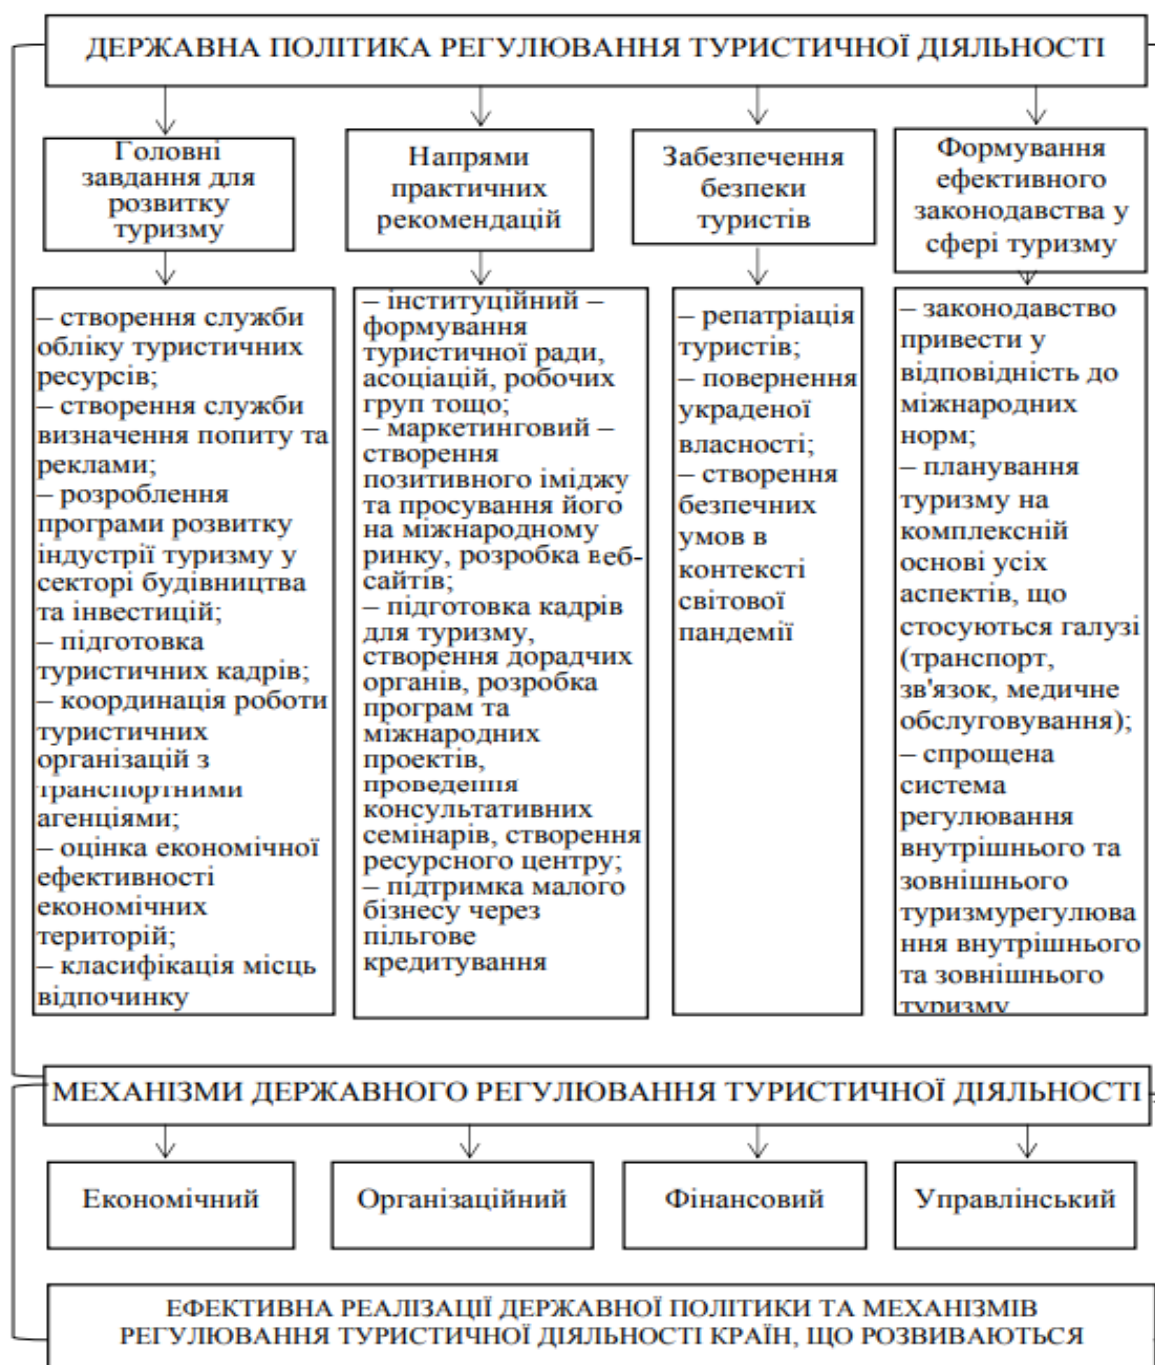 ДЕРЖАВНА ПОЛІТИКА РЕГУЛЮВАННЯ ТУРИСТИЧНОЇ ДІЯЛЬНОСТІ
Головні
завдання для
розвитку
туризму
Напрями
практичних
рекомендацій
Забезпечення
безпеки
туристів
Формування
ефективного
законодавства у
сфері туризму
– створення служби
обліку туристичних
ресурсів;
– створення служби
визначення попиту та
реклами;
– розроблення
програми розвитку
індустрії туризму у
секторі будівництва
та інвестицій;
– підготовка
туристичних кадрів;
– координація роботи
туристичних
організацій з
транспортними
агенціями;
– оцінка економічної
ефективності
економічних
територій;
– класифікація місць
відпочинку
– інституційний –
формування
туристичної ради,
асоціацій, робочих
груп тощо;
– маркетинговий –
створення
позитивного іміджу
та просування його
на міжнародному
ринку, розробка веб-
сайтів;
– підготовка кадрів
для туризму,
створення дорадчих
органів, розробка
програм та
міжнародних
проектів,
проведення
консультативних
семінарів, створення
ресурсного центру;
– підтримка малого
бізнесу через
пільгове
кредитування
– репатріація
туристів;
– повернення
украденої
власності;
– створення
безпечних
умов в
контексті
світової
пандемії
– законодавство
привести у
відповідність до
міжнародних
норм;
– планування
туризму на
комплексній
основі усіх
аспектів, що
стосуються галузі
(транспорт,
зв'язок, медичне
обслуговування);
– спрощена
система
регулювання
внутрішнього та
зовнішнього
туризмурегулюва
ння внутрішнього
та зовнішнього
туризму
МЕХАНІЗМИ ДЕРЖАВНОГО РЕГУЛЮВАННЯ ТУРИСТИЧНОЇ ДІЯЛЬНОСТІ
Економічний
Організаційний
Фінансовий
Управлінський
ЕФЕКТИВНА РЕАЛІЗАЦІЇ ДЕРЖАВНОЇ ПОЛІТИКИ ТА МЕХАНІЗМІВ
РЕГУЛЮВАННЯ ТУРИСТИЧНОЇ ДІЯЛЬНОСТІ КРАЇН, ЩО РОЗВИВАЮТЬСЯ